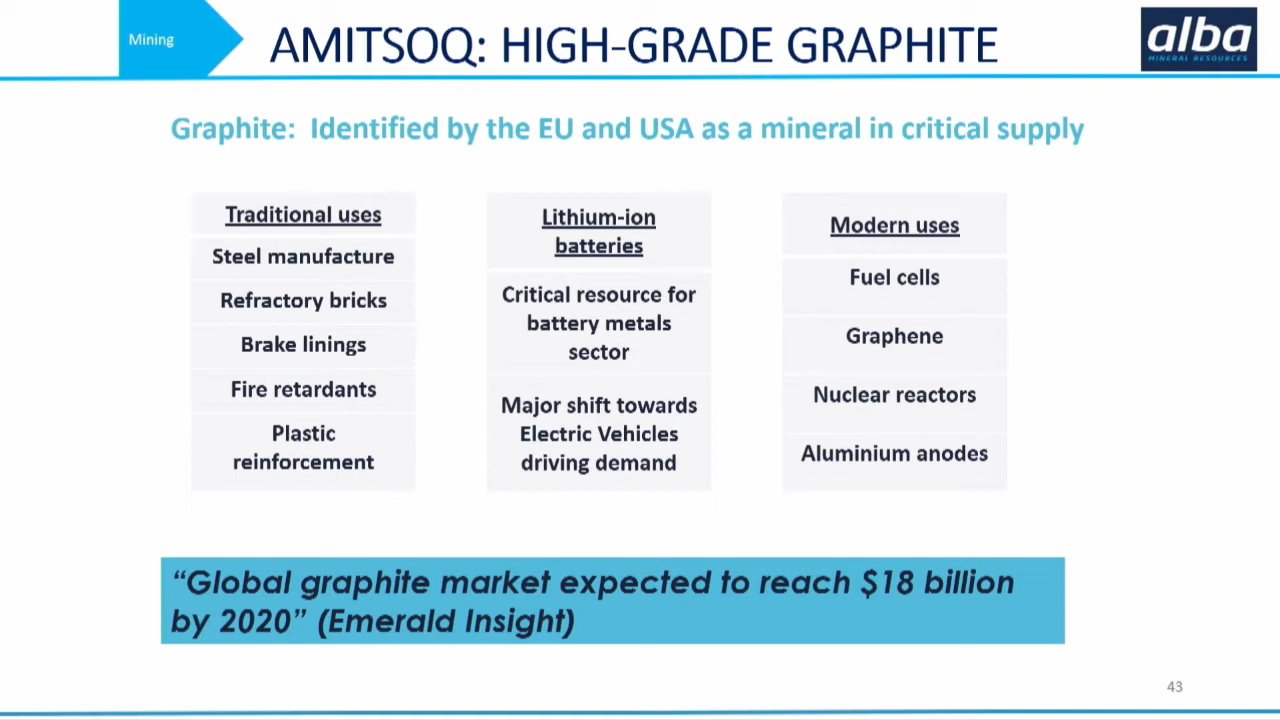 Mining
AMITSOQ: HIGH-GRADE GRAPHITE
alba
MINERAL RESOURCES
Graphite: Identified by the EU and USA as a mineral in critical supply
Traditional uses
Steel manufacture
Refractory bricks
Brake linings
Fire retardants
Plastic
reinforcement
Lithium-ion
batteries
Critical resource for
battery metals
sector
Major shift towards
Electric Vehicles
driving demand
Modern uses
Fuel cells
Graphene
Nuclear reactors
Aluminium anodes
“Global graphite market expected to reach $18 billion
by 2020” (Emerald Insight)
43